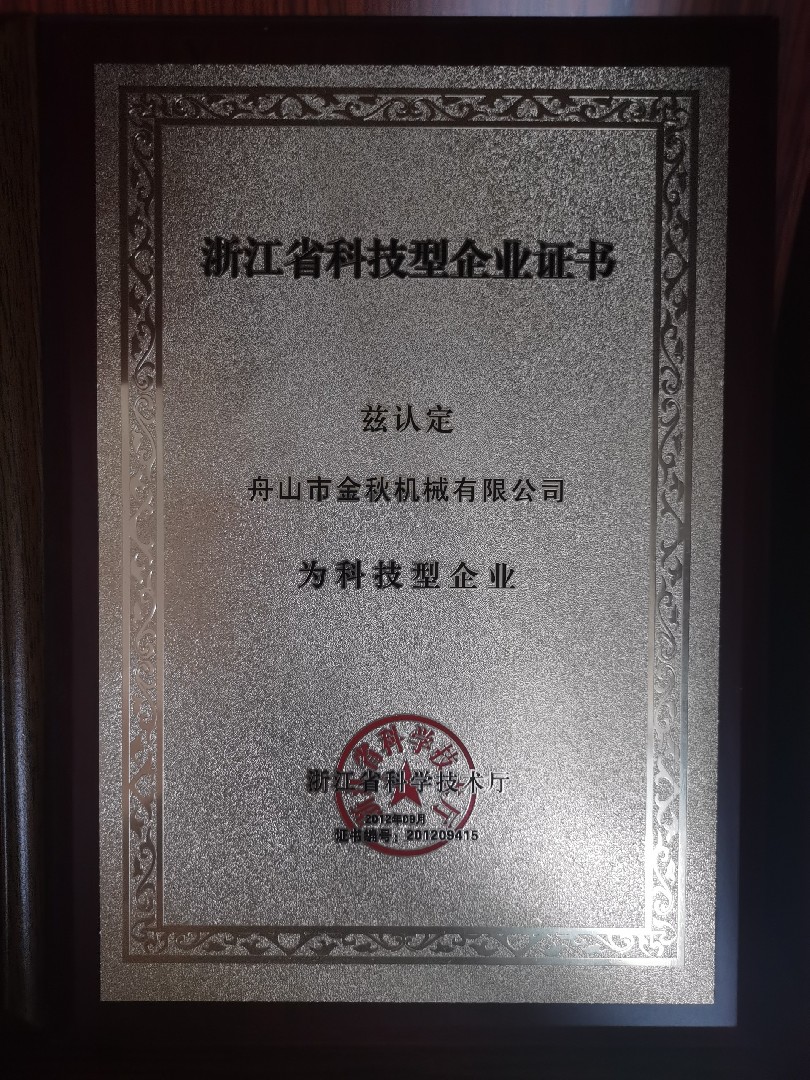 浙江省科技型企业证书
兹认定
舟山市金秋机械有限公司
为科技型企业
浙江省科学技术厅
2012年09月
证书编号：201209415